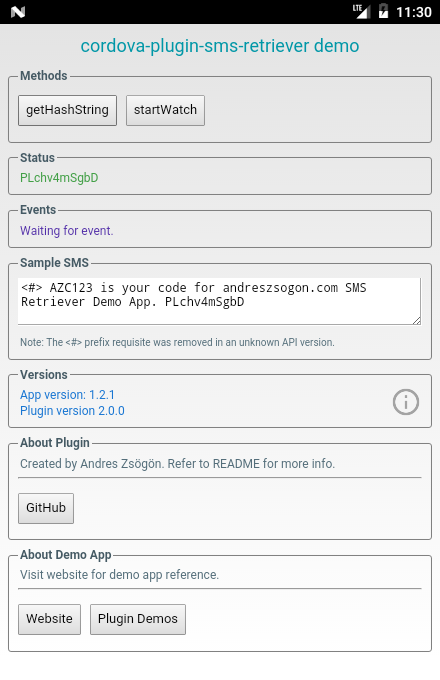 LTE 11:30
cordova-plugin-sms-retriever demo
Methods
getHashString startWatch
Status
PLchv4mSgbD
Events
Waiting for event.
Sample SMS
<#> AZC123 is your code for andreszsogon.com SMS
Retriever Demo App. PLchv4mSgbD
Note: The <#> prefix requisite was removed in an unknown API version.
Versions
App version: 1.2.1
Plugin version 2.0.0
About Plugin
Created by Andres Zsögön. Refer to README for more info.
GitHub
About Demo App
Visit website for demo app reference.
Website Plugin Demos